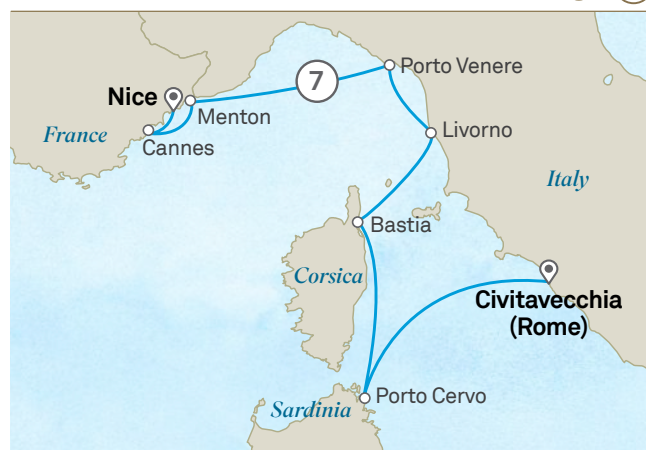 7
Porto Venere
Nice
Menton
France
Cannes
Livorno
Italy
Bastia
Corsica
Civitavecchia
(Rome)
Porto Cervo
Sardinia